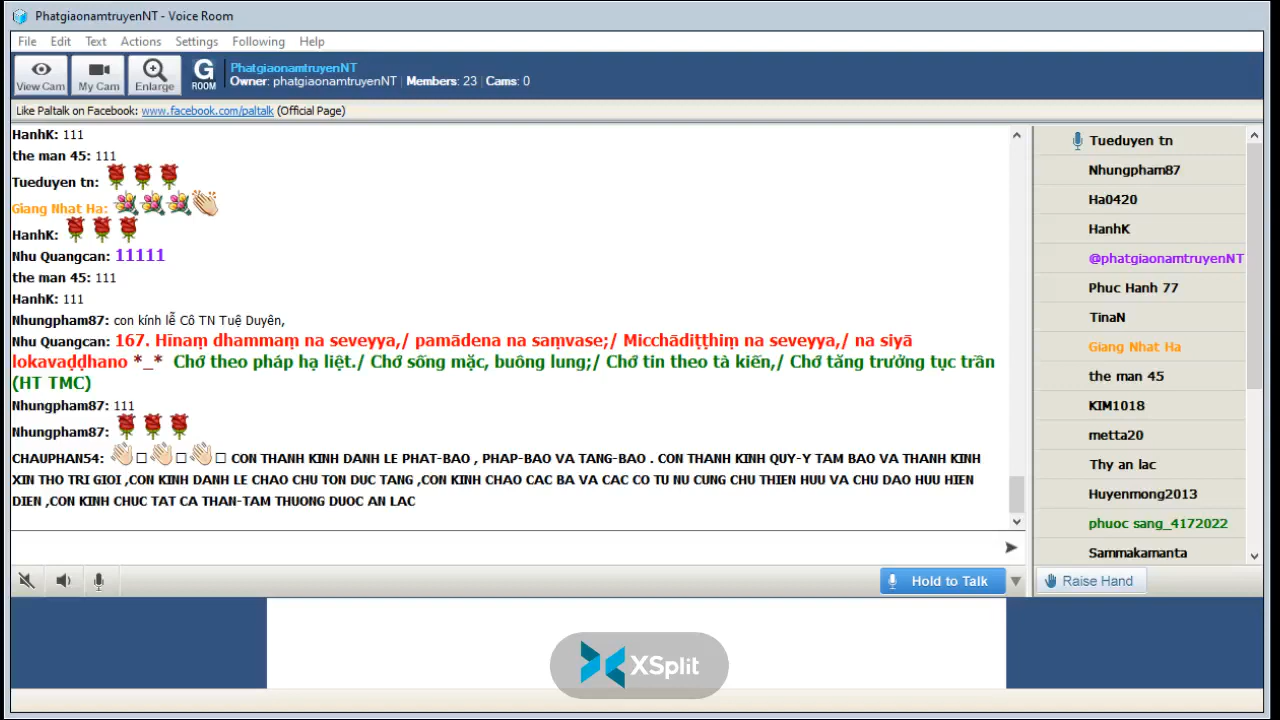 PhatgiaonamtruyenNT - Voice Room
File Edit Text Actions Settings Following Help
View Cam My Cam Enlarge G ROOM
PhatgiaonamtruyenNT
Owner: phatgiaonamtruyenNT | Members: 23 | Cams: 0
Like Paltalk on Facebook: www.facebook.com/paltalk (Official Page)
HanhK: 111
the man 45: 111
Tueduyen tn:
Giang Nhat Ha:
HanhK:
Nhu Quangcan: 11111
the man 45: 111
HanhK: 111
Nhungpham87: con kính lễ Cô TN Tuệ Duyên,
Nhu Quangcan: 167. Hīnaṃ dhammaṃ na seveyya,/ pamādena na saṃvase;/ Micchādiṭṭhiṃ na seveyya,/ na siyā
lokavaḍḍhano *_* Chớ theo pháp hạ liệt./ Chớ sống mặc, buông lung;/ Chớ tin theo tà kiến,/ Chớ tăng trưởng tục trần
(HT TMC)
Nhungpham87: 111
Nhungpham87:
CHAUPHAN54: CON THANH KINH DANH LE PHAT-BAO , PHAP-BAO VA TANG-BAO . CON THANH KINH QUY-Y TAM BAO VA THANH KINH
XIN THO TRI GIOI ,CON KINH DANH LE CHAO CHU TON DUC TANG ,CON KINH CHAO CAC BA VA CAC CO TU NU CUNG CHU THIEN HUU VA CHU DAO HUU HIEN
DIEN ,CON KINH CHUC TAT CA THAN-TAM THUONG DUOC AN LAC
Tueduyen tn
Nhungpham87
Ha0420
HanhK
@phatgiaonamtruyenNT
Phuc Hanh 77
TinaN
Giang Nhat Ha
the man 45
KIM1018
metta20
Thy an lac
Huyenmong2013
phuoc sang_4172022
Sammakamanta
Hold to Talk
Raise Hand
XSplit